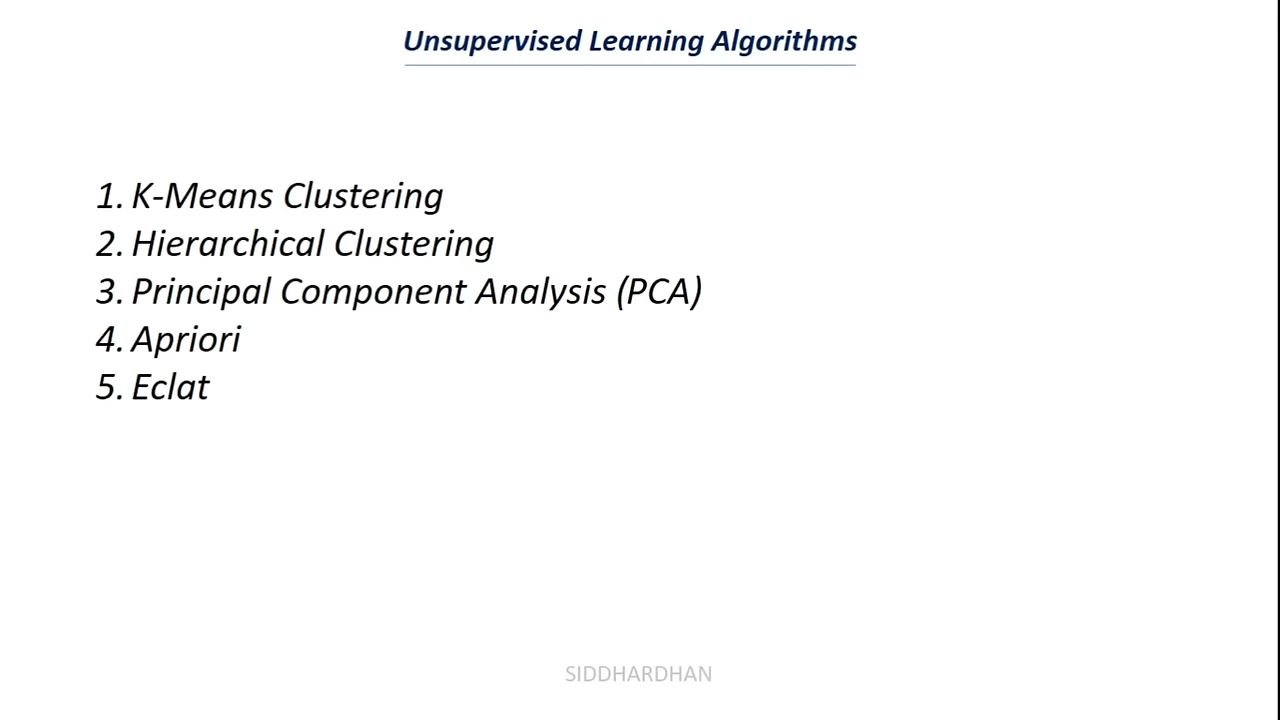 Unsupervised Learning Algorithms
1. K-Means Clustering
2. Hierarchical Clustering
3. Principal Component Analysis (PCA)
4. Apriori
5. Eclat
SIDDHARDHAN